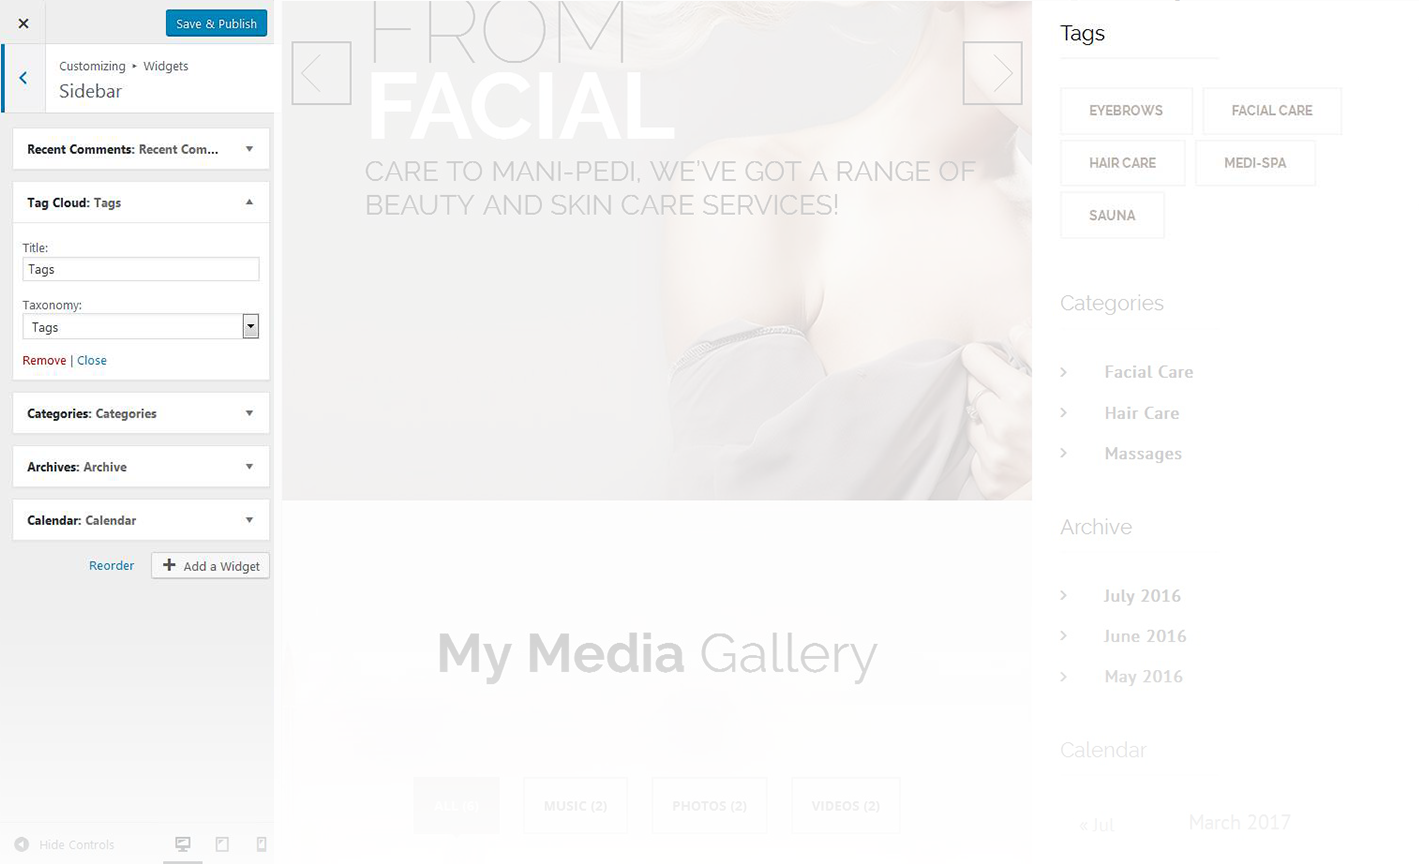 Save & Publish
Customizing ▸ Widgets
Sidebar
Recent Comments: Recent Com...
Tag Cloud: Tags
Title:
Tags
Taxonomy:
Tags
Remove | Close
Categories: Categories
Archives: Archive
Calendar: Calendar
Reorder
Add a Widget
Hide Controls
FROM
FACIAL
CARE TO MANI-PEDI, WE'VE GOT A RANGE OF
BEAUTY AND SKIN CARE SERVICES!
My Media Gallery
ALL (6)
MUSIC (2)
PHOTOS (2)
VIDEOS (2)
Tags
EYEBROWS
FACIAL CARE
HAIR CARE
MEDI-SPA
SAUNA
Categories
Facial Care
Hair Care
Massages
Archive
July 2016
June 2016
May 2016
Calendar
« Jul
March 2017